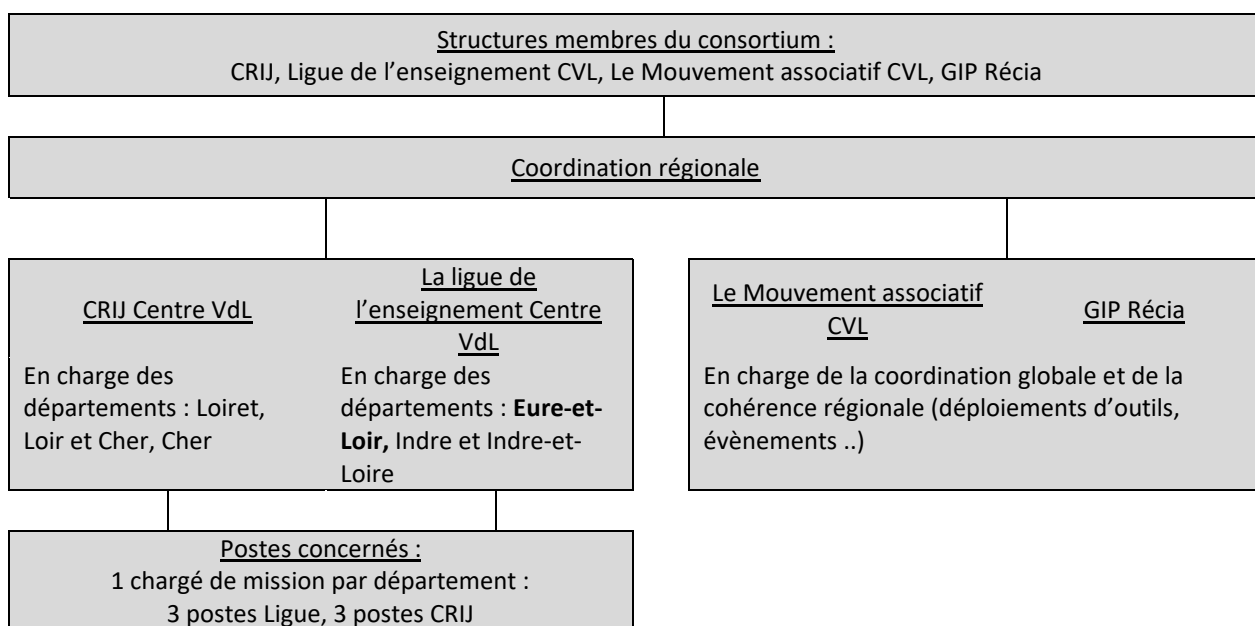 Structures membres du consortium :
CRIJ, Ligue de l’enseignement CVL, Le Mouvement associatif CVL, GIP Récia
Coordination régionale
CRIJ Centre VdL
En charge des
départements : Loiret,
Loir et Cher, Cher
La ligue de
l’enseignement Centre
VdL
En charge des
départements : Eure-et-
Loir, Indre et Indre-et-
Loire
Le Mouvement associatif
CVL
GIP Récia
En charge de la coordination globale et de la
cohérence régionale (déploiements d’outils,
évènements ..)
Postes concernés :
1 chargé de mission par département :
3 postes Ligue, 3 postes CRIJ